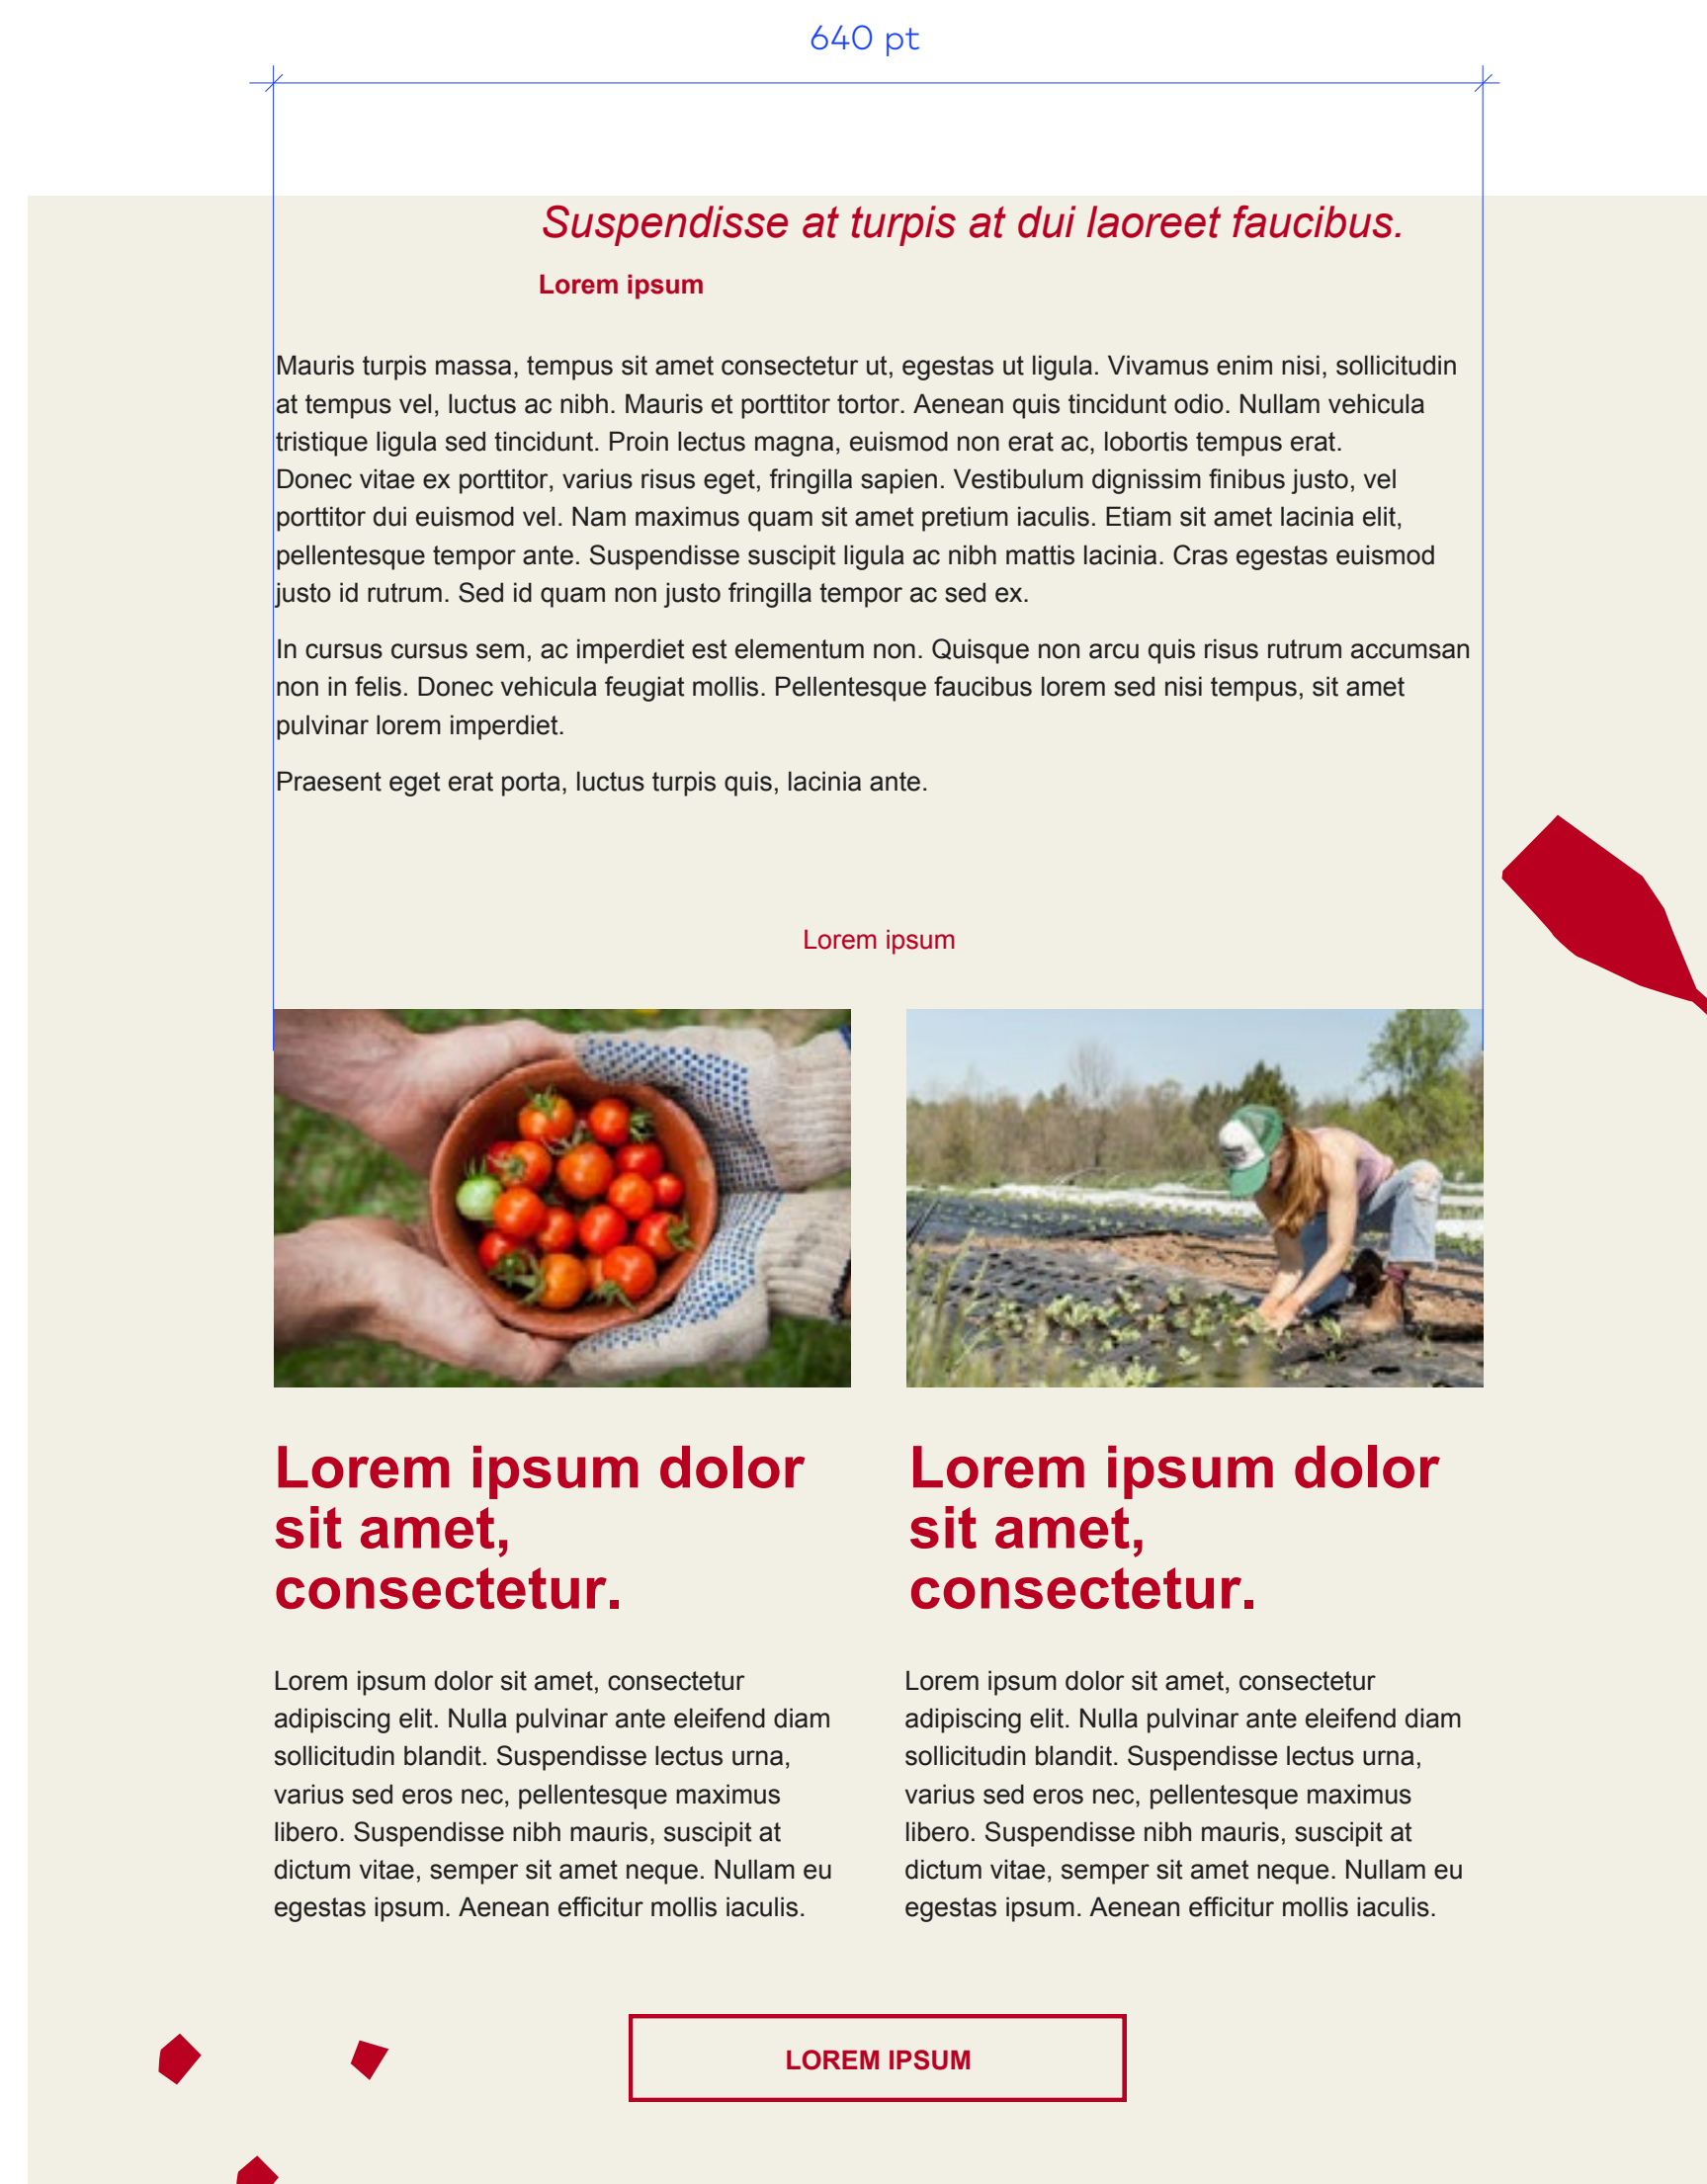 640 pt
Suspendisse at turpis at dui laoreet faucibus.
Lorem ipsum
Mauris turpis massa, tempus sit amet consectetur ut, egestas ut ligula. Vivamus enim nisi, sollicitudin
at tempus vel, luctus ac nibh. Mauris et porttitor tortor. Aenean quis tincidunt odio. Nullam vehicula
tristique ligula sed tincidunt. Proin lectus magna, euismod non erat ac, lobortis tempus erat.
Donec vitae ex porttitor, varius risus eget, fringilla sapien. Vestibulum dignissim finibus justo, vel
porttitor dui euismod vel. Nam maximus quam sit amet pretium iaculis. Etiam sit amet lacinia elit,
pellentesque tempor ante. Suspendisse suscipit ligula ac nibh mattis lacinia. Cras egestas euismod
justo id rutrum. Sed id quam non justo fringilla tempor ac sed ex.
In cursus cursus sem, ac imperdiet est elementum non. Quisque non arcu quis risus rutrum accumsan
non in felis. Donec vehicula feugiat mollis. Pellentesque faucibus lorem sed nisi tempus, sit amet
pulvinar lorem imperdiet.
Praesent eget erat porta, luctus turpis quis, lacinia ante.
Lorem ipsum
Lorem ipsum dolor
sit amet,
consectetur.
Lorem ipsum dolor sit amet, consectetur
adipiscing elit. Nulla pulvinar ante eleifend diam
sollicitudin blandit. Suspendisse lectus urna,
varius sed eros nec, pellentesque maximus
libero. Suspendisse nibh mauris, suscipit at
dictum vitae, semper sit amet neque. Nullam eu
egestas ipsum. Aenean efficitur mollis iaculis.
Lorem ipsum dolor
sit amet,
consectetur.
Lorem ipsum dolor sit amet, consectetur
adipiscing elit. Nulla pulvinar ante eleifend diam
sollicitudin blandit. Suspendisse lectus urna,
varius sed eros nec, pellentesque maximus
libero. Suspendisse nibh mauris, suscipit at
dictum vitae, semper sit amet neque. Nullam eu
egestas ipsum. Aenean efficitur mollis iaculis.
LOREM IPSUM